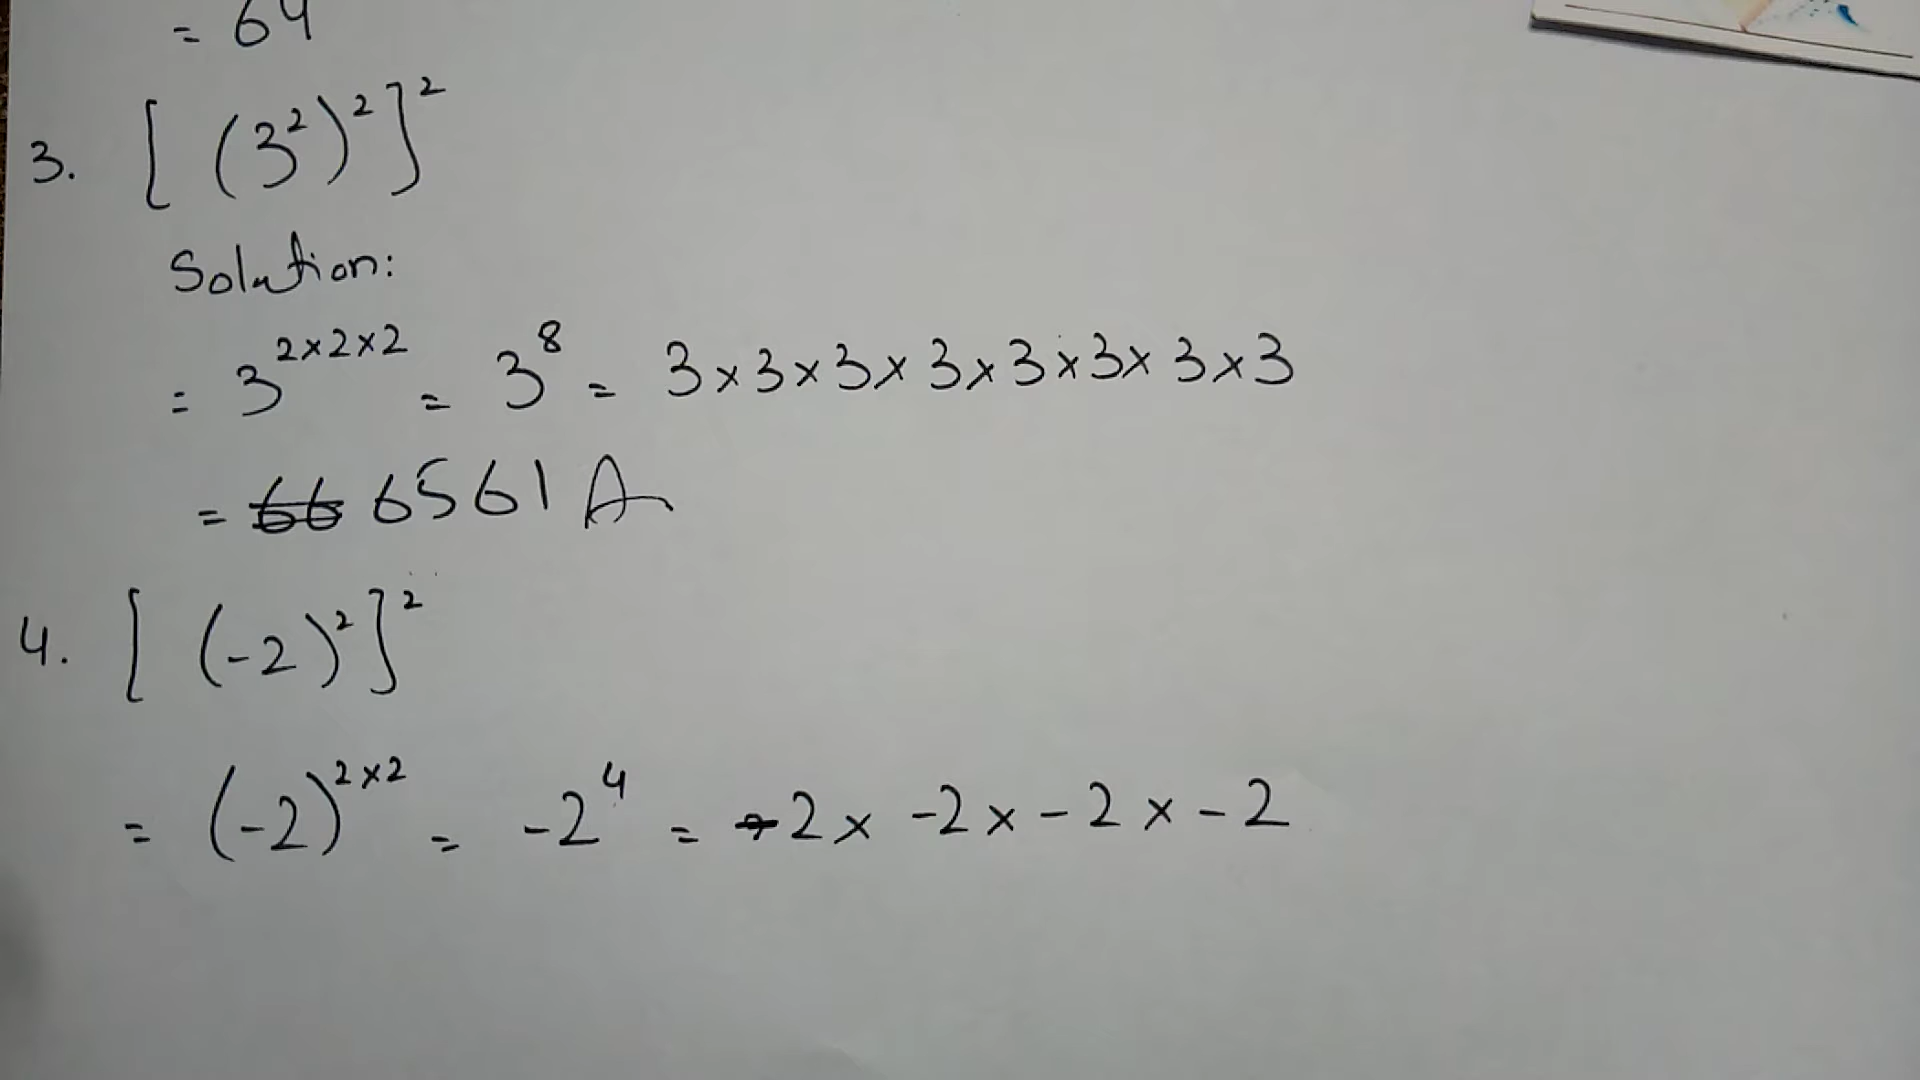 = 64
3. [(3²)²]²
Solution:
= 3^2×2×2 = 3⁸ = 3×3×3×3×3×3×3×3
= 66 6561 A
4. [(-2)²]²
= (-2)^2×2 = -2⁴ = -2× -2× -2× -2